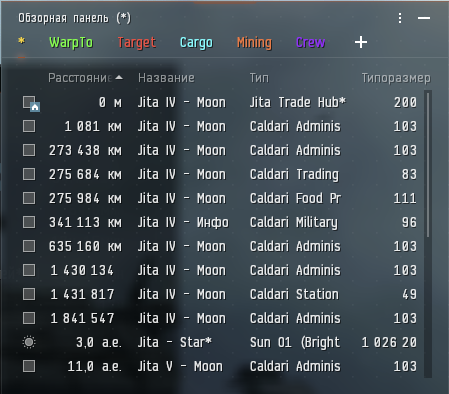 Обзорная панель (*)
* WarpTo Target Cargo Mining Crew +
Расстояни Название Тип Типоразмер
0 м Jita IV - Moon Jita Trade Hub* 200
1 081 км Jita IV - Moon Caldari Adminis 103
273 438 км Jita IV - Moon Caldari Adminis 103
275 684 км Jita IV - Moon Caldari Trading 83
275 984 км Jita IV - Moon Caldari Food Pr 111
341 113 км Jita IV - Инфо Caldari Military 96
635 160 км Jita IV - Moon Caldari Adminis 103
1 430 134 Jita IV - Moon Caldari Adminis 103
1 431 817 Jita IV - Moon Caldari Station 49
1 841 547 Jita IV - Moon Caldari Adminis 103
3,0 а.е. Jita - Star* Sun O1 (Bright 1 026 20
11,0 а.е. Jita V - Moon Caldari Adminis 103